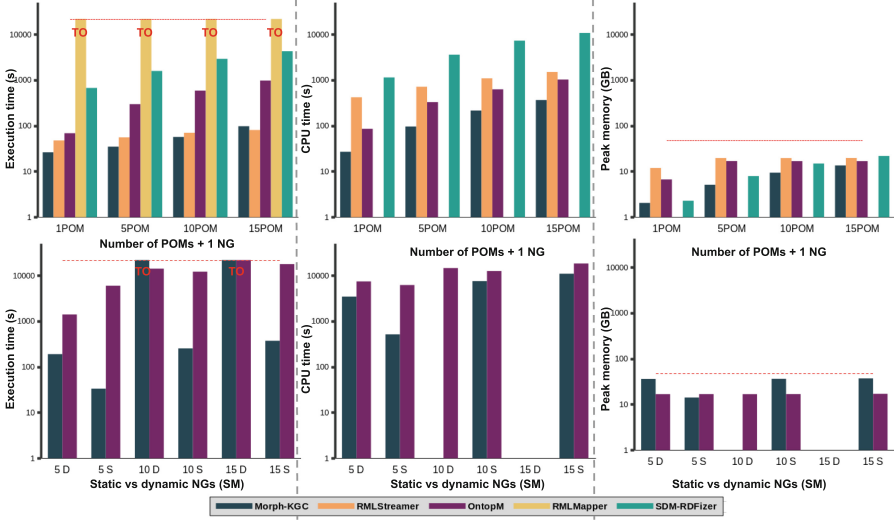 Execution time (s)
10000
1000
100
10
1
TO TO TO TO
1POM 5POM 10POM 15POM
Number of POMs + 1 NG
CPU time (s)
10000
1000
100
10
1
1POM 5POM 10POM 15POM
Number of POMs + 1 NG
Peak memory (GB)
10000
1000
100
10
1
1POM 5POM 10POM 15POM
Number of POMs + 1 NG
Execution time (s)
10000
1000
100
10
1
TO TO
5 D 5 S 10 D 10 S 15 D 15 S
Static vs dynamic NGs (SM)
CPU time (s)
10000
1000
100
10
1
5 D 5 S 10 D 10 S 15 D 15 S
Static vs dynamic NGs (SM)
Peak memory (GB)
10000
1000
100
10
1
5 D 5 S 10 D 10 S 15 D 15 S
Static vs dynamic NGs (SM)
Morph-KGC RMLStreamer OntopM RMLMapper SDM-RDFizer